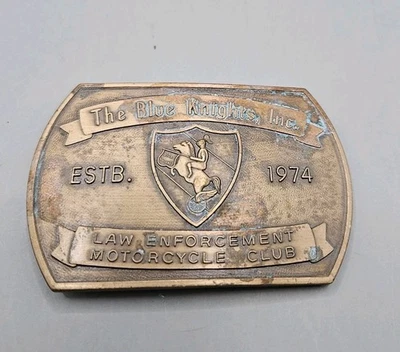 The Blue Knights, Inc.
ESTB. 1974
LAW ENFORCEMENT
MOTORCYCLE CLUB